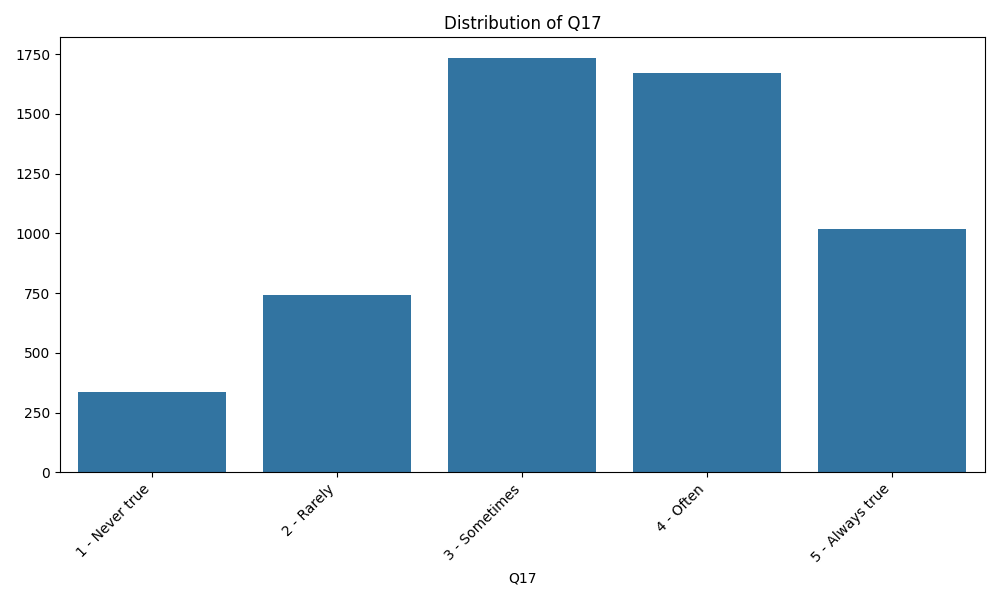 Distribution of Q17
1750
1500
1250
1000
750
500
250
0
1 - Never true
2 - Rarely
3 - Sometimes
4 - Often
5 - Always true
Q17